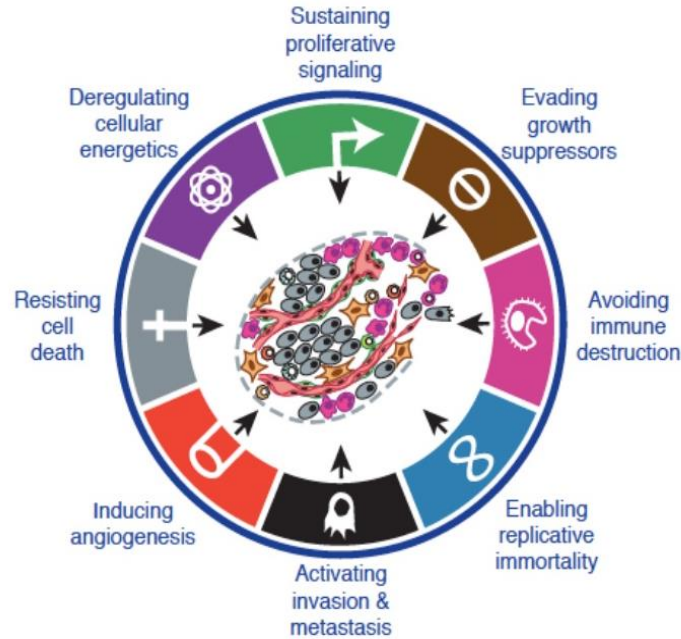 Sustaining
proliferative
signaling
Evading
growth
suppressors
Avoiding
immune
destruction
Enabling
replicative
immortality
Activating
invasion &
metastasis
Inducing
angiogenesis
Resisting
cell
death
Deregulating
cellular
energetics